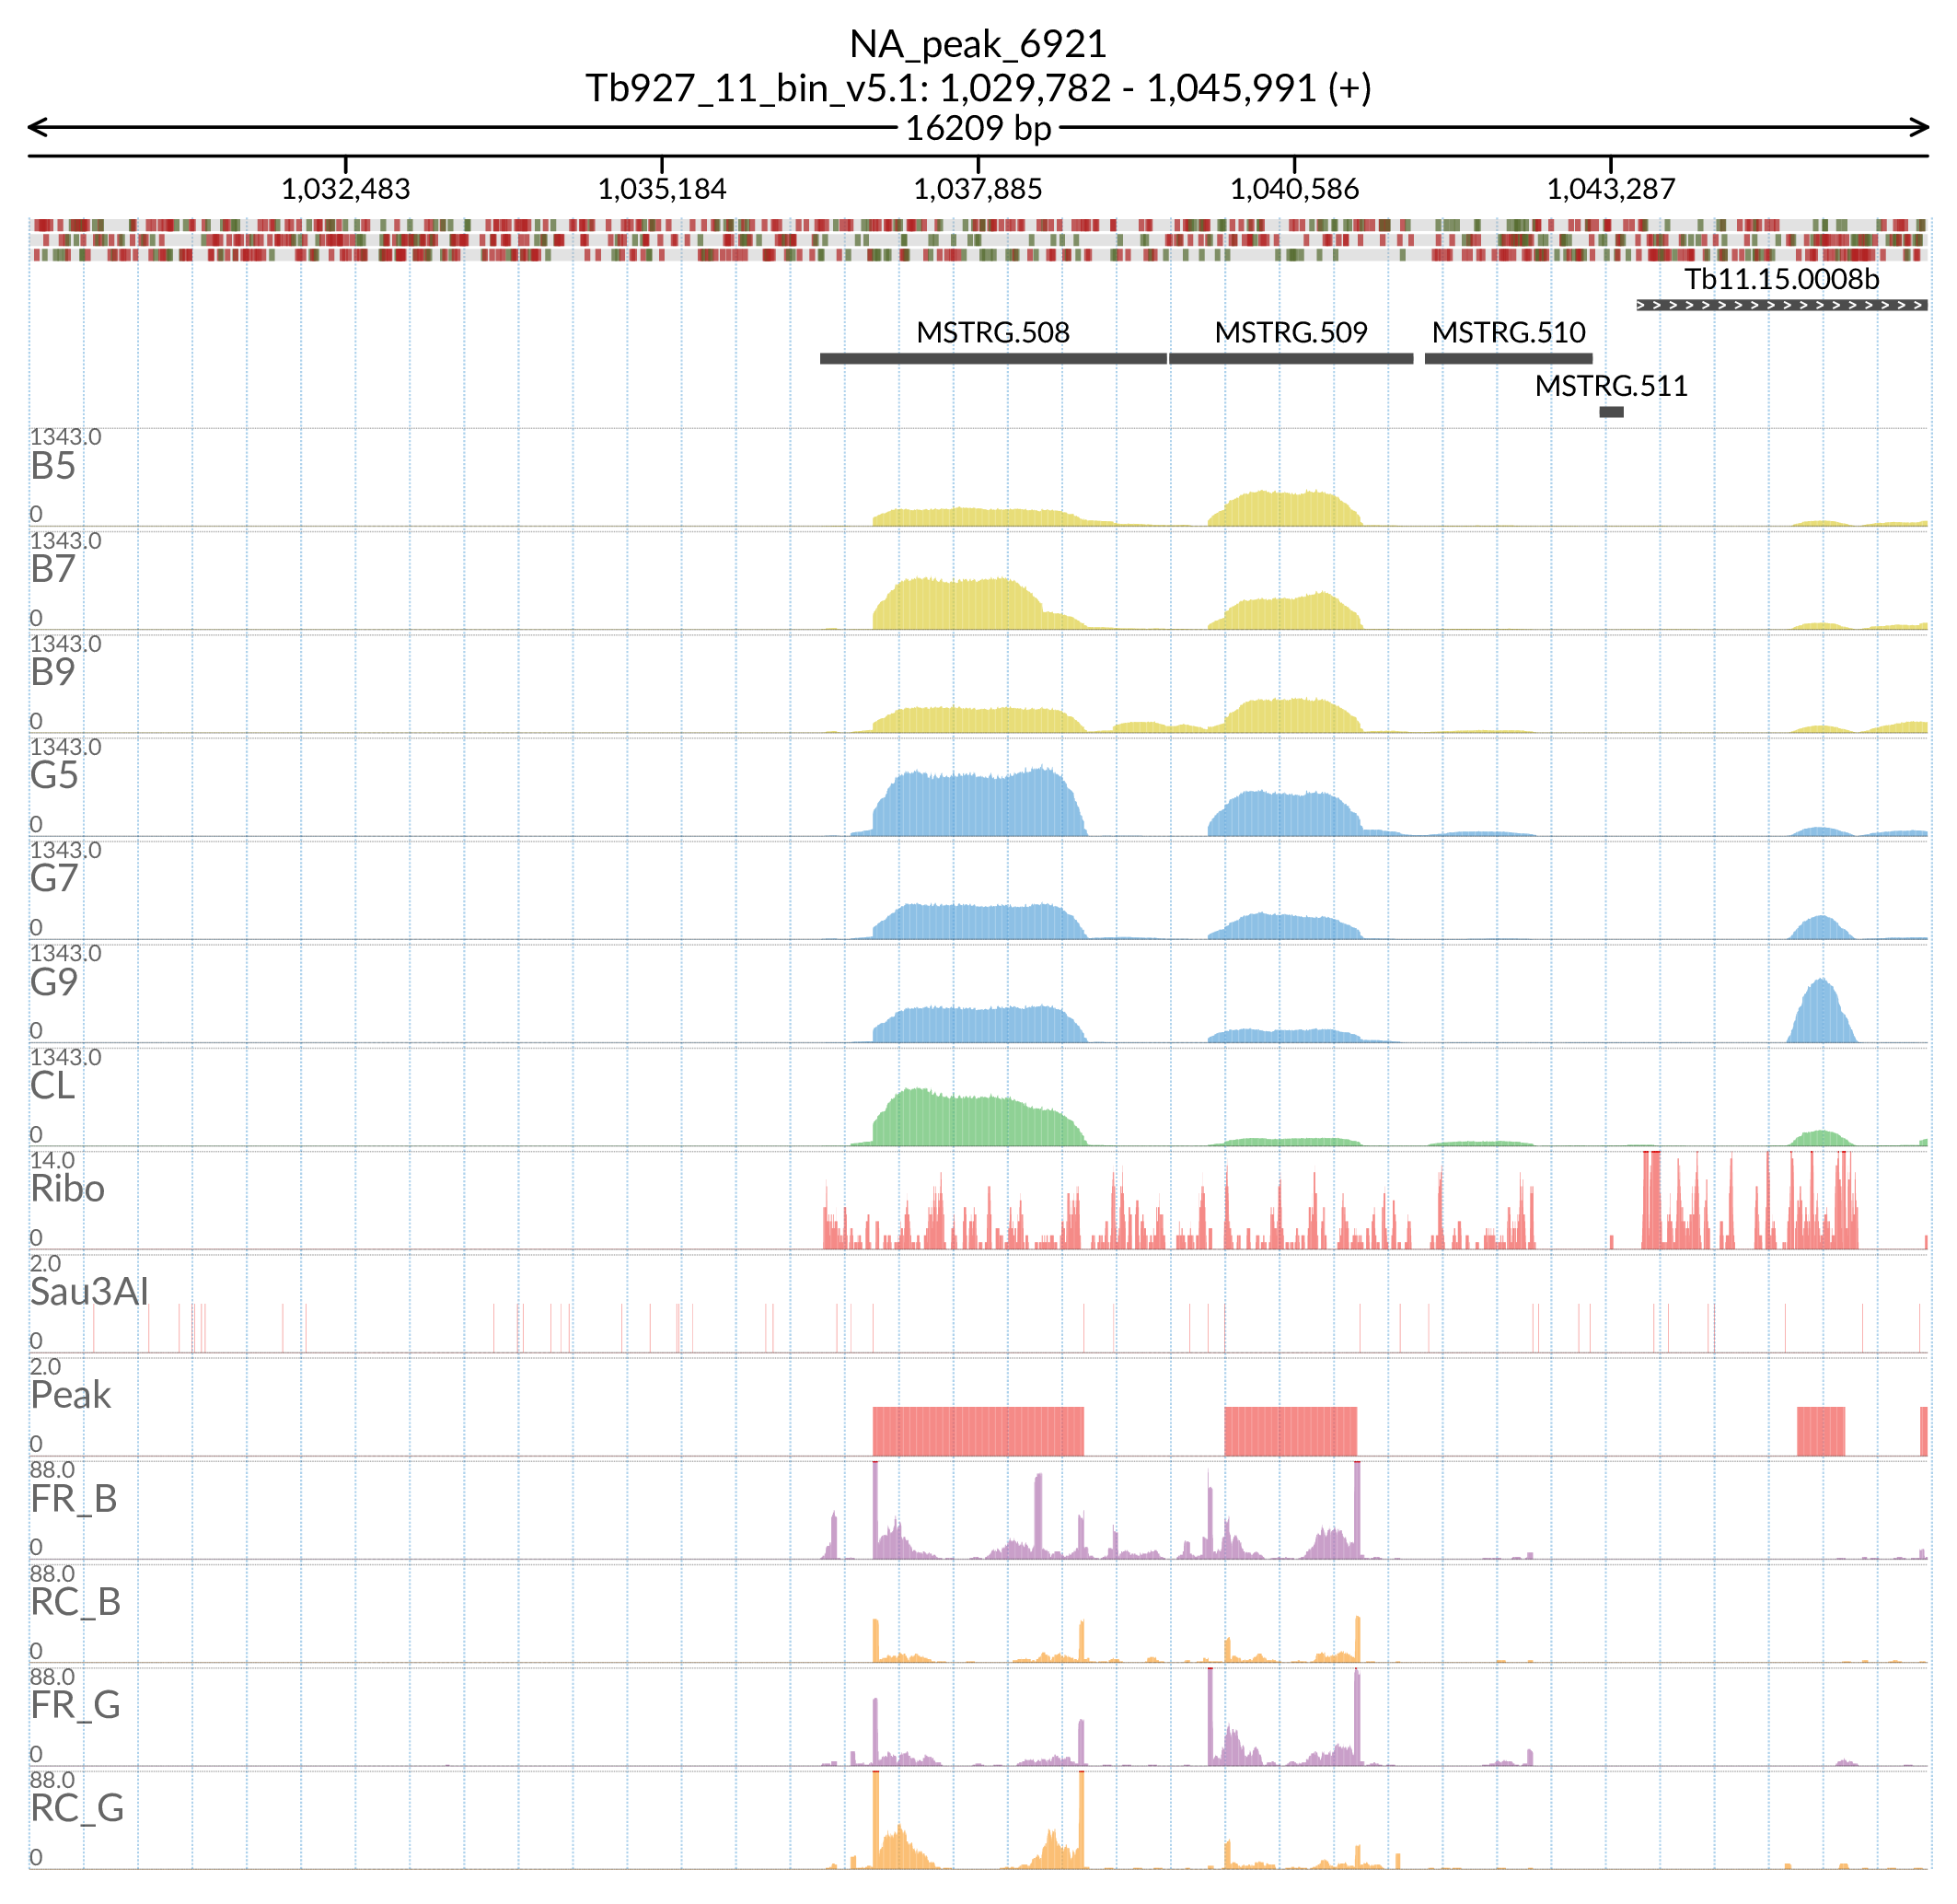 NA_peak_6921
Tb927_11_bin_v5.1: 1,029,782 - 1,045,991 (+)
16209 bp
1,032,483 1,035,184 1,037,885 1,040,586 1,043,287
Tb11.15.0008b
MSTRG.508 MSTRG.509 MSTRG.510
MSTRG.511
1343.0
B5
0
1343.0
B7
0
1343.0
B9
0
1343.0
G5
0
1343.0
G7
0
1343.0
G9
0
1343.0
CL
0
14.0
Ribo
0
2.0
Sau3AI
0
2.0
Peak
0
88.0
FR_B
0
88.0
RC_B
0
88.0
FR_G
0
88.0
RC_G
0